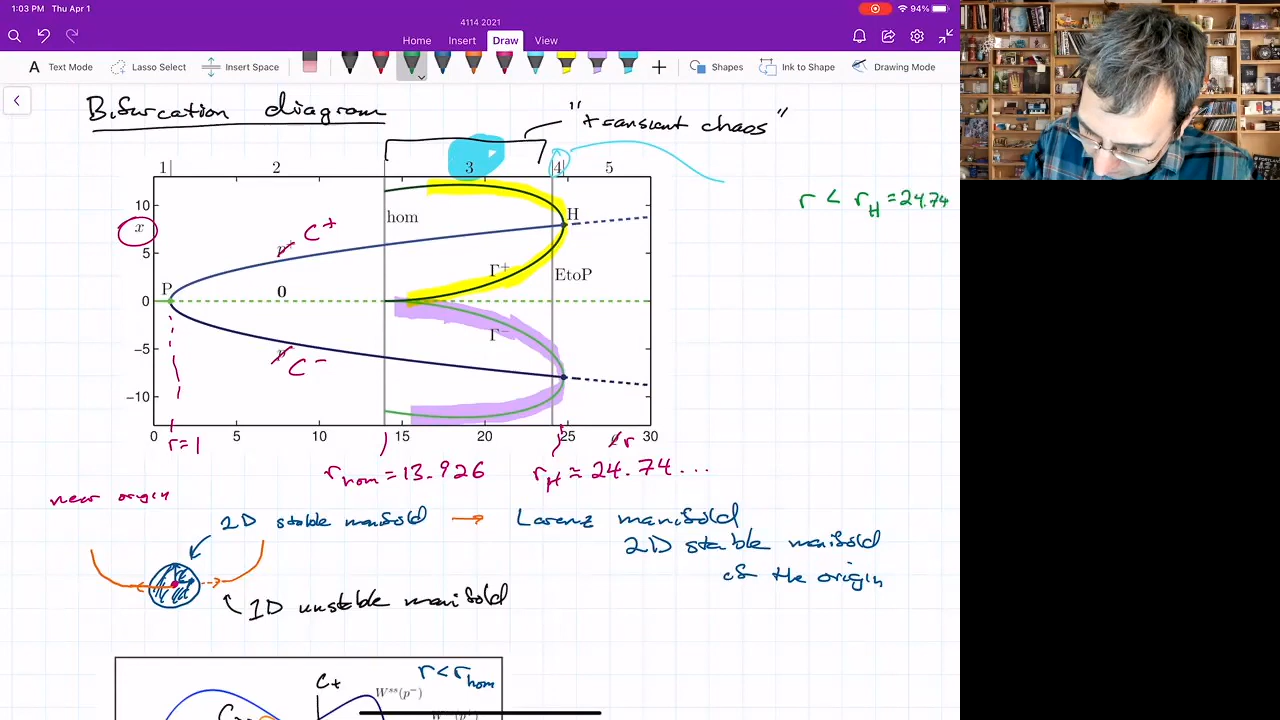 1:03 PM Thu Apr 1
94%
4114 2021
Home Insert Draw View
Text Mode Lasso Select Insert Space Shapes Ink to Shape Drawing Mode
Bifurcation diagram
"transient chaos"
1 2 3 4 5
r < r_H = 24.74
10
5
0
-5
-10
x
P
0
C+
C-
hom
H
Γ+
EtoP
Γ-
0 5 10 15 20 25 30
r
r=1
r_hom = 13.926
r_H ≈ 24.74...
near origin
2D stable manifold → Lorenz manifold
2D stable manifold
of the origin
1D unstable manifold
r < r_hom
C+
W^ss(p^-)